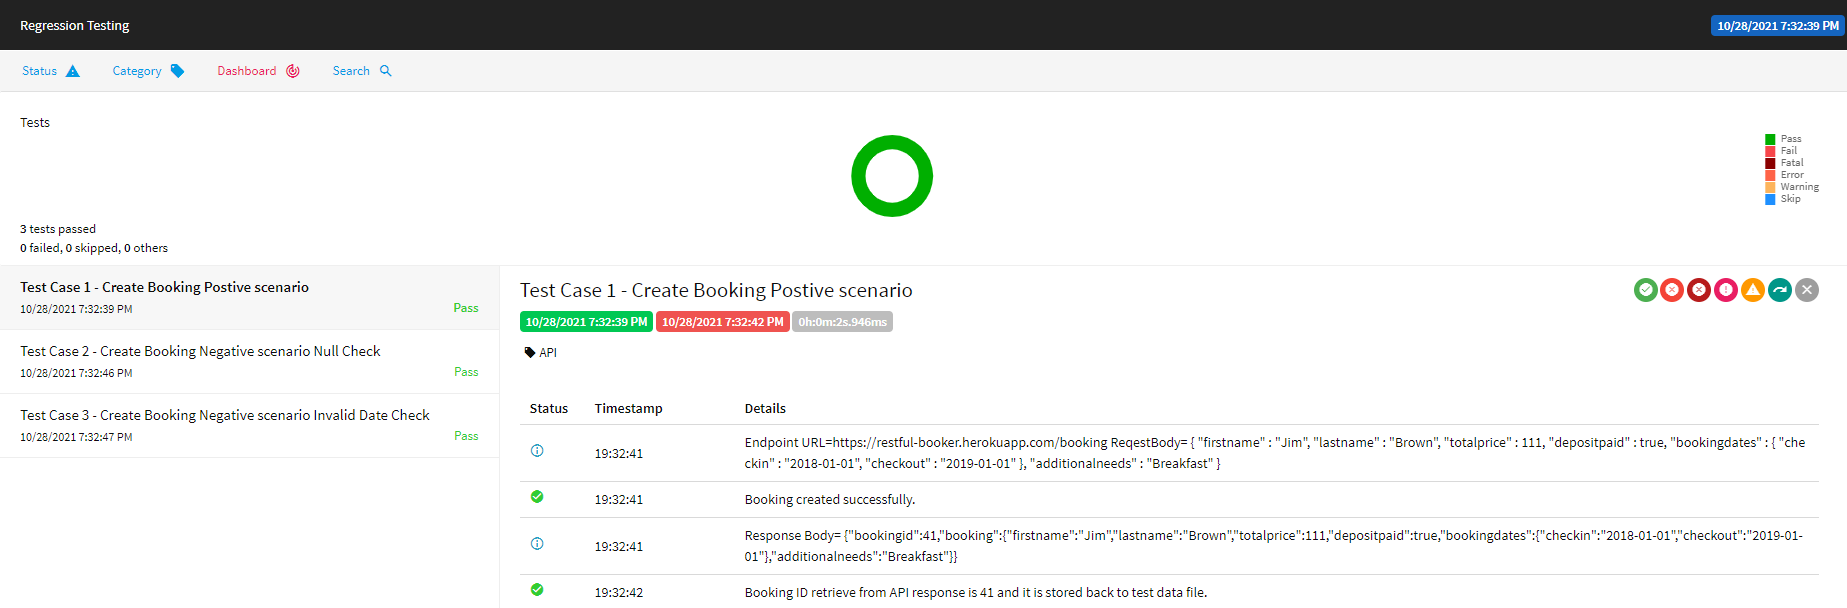 Regression Testing
10/28/2021 7:32:39 PM
Status
Category
Dashboard
Search
Tests
Pass
Fail
Fatal
Error
Warning
Skip
3 tests passed
0 failed, 0 skipped, 0 others
Test Case 1 - Create Booking Postive scenario
10/28/2021 7:32:39 PM
Pass
Test Case 2 - Create Booking Negative scenario Null Check
10/28/2021 7:32:46 PM
Pass
Test Case 3 - Create Booking Negative scenario Invalid Date Check
10/28/2021 7:32:47 PM
Pass
Test Case 1 - Create Booking Postive scenario
10/28/2021 7:32:39 PM 10/28/2021 7:32:42 PM 0h:0m:2s.946ms
API
Status Timestamp Details
19:32:41 Endpoint URL=https://restful-booker.herokuapp.com/booking ReqestBody= { "firstname" : "Jim", "lastname" : "Brown", "totalprice" : 111, "depositpaid" : true, "bookingdates" : { "che
ckin" : "2018-01-01", "checkout" : "2019-01-01" }, "additionalneeds" : "Breakfast" }
19:32:41 Booking created successfully.
19:32:41 Response Body= {"bookingid":41,"booking":{"firstname":"Jim","lastname":"Brown","totalprice":111,"depositpaid":true,"bookingdates":{"checkin":"2018-01-01","checkout":"2019-01-
01"},"additionalneeds":"Breakfast"}}
19:32:42 Booking ID retrieve from API response is 41 and it is stored back to test data file.